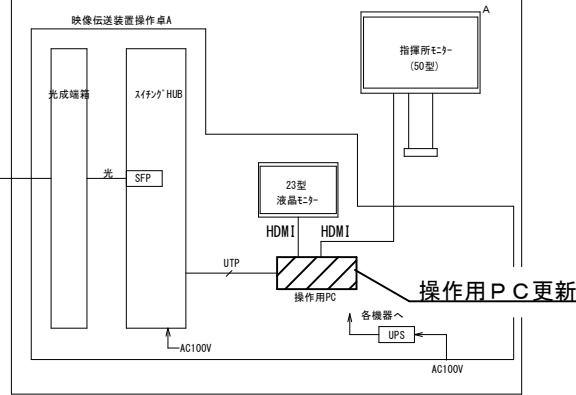 映像伝送装置操作卓A
A
指揮所ﾓﾆﾀｰ
(50型)
光成端箱
ｽｲﾁﾝｸﾞHUB
光
SFP
23型
液晶ﾓﾆﾀｰ
HDMI
HDMI
UTP
操作用PC
操作用ＰＣ更新
各機器へ
UPS
AC100V
AC100V